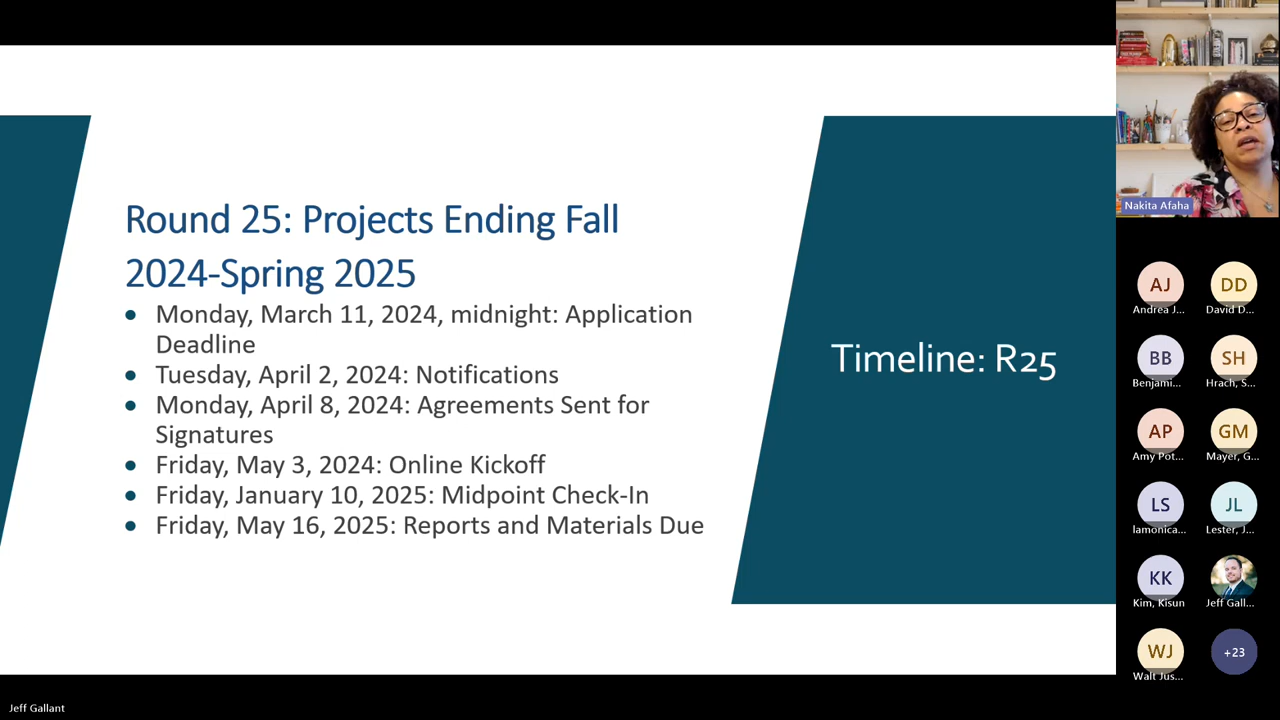 Round 25: Projects Ending Fall
2024-Spring 2025
• Monday, March 11, 2024, midnight: Application
Deadline
• Tuesday, April 2, 2024: Notifications
• Monday, April 8, 2024: Agreements Sent for
Signatures
• Friday, May 3, 2024: Online Kickoff
• Friday, January 10, 2025: Midpoint Check-In
• Friday, May 16, 2025: Reports and Materials Due
Timeline: R25
Nakita Afaha
AJ
Andrea J...
DD
David D...
BB
Benjami...
SH
Hrach, S...
AP
Amy Pot...
GM
Mayer, G...
LS
lamonica...
JL
Lester, J...
KK
Kim, Kisun
Jeff Gall...
WJ
Walt Jus...
+23
Jeff Gallant